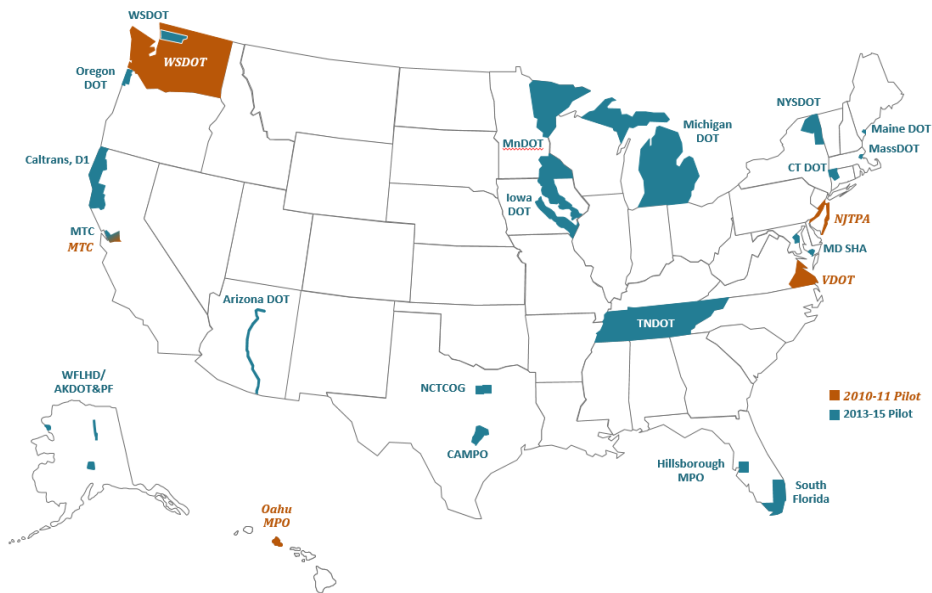 WSDOT
WSDOT
Oregon
DOT
Caltrans, D1
MTC
MTC
Arizona DOT
WFLHD/
AKDOT&PF
Oahu
MPO
MnDOT
Iowa
DOT
Michigan
DOT
NYSDOT
Maine DOT
MassDOT
CT DOT
NJTPA
MD SHA
VDOT
TNDOT
NCTCOG
CAMPO
Hillsborough
MPO
South
Florida
2010-11 Pilot
2013-15 Pilot